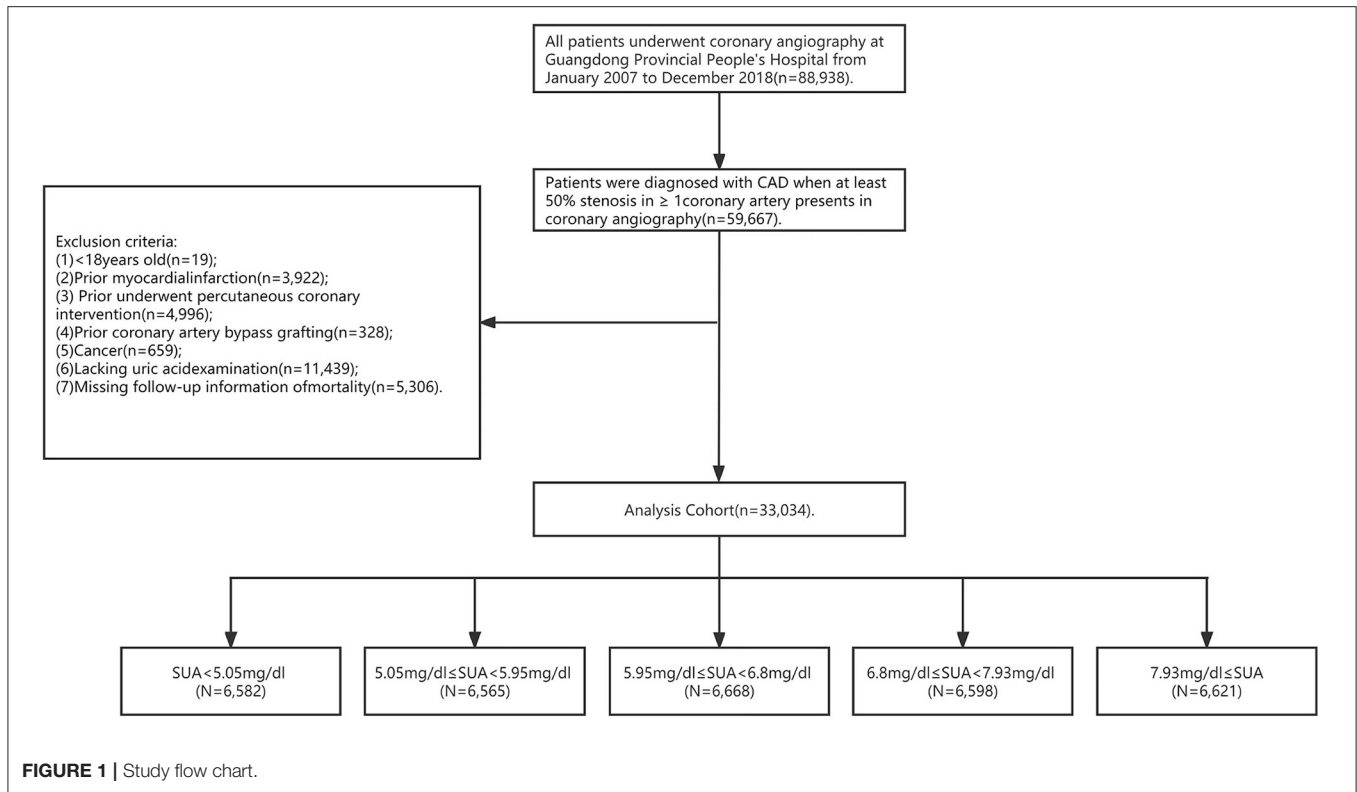 All patients underwent coronary angiography at
Guangdong Provincial People's Hospital from
January 2007 to December 2018(n=88,938).
Patients were diagnosed with CAD when at least
50% stenosis in ≥ 1coronary artery presents in
coronary angiography(n=59,667).
Exclusion criteria:
(1)<18years old(n=19);
(2)Prior myocardialinfarction(n=3,922);
(3) Prior underwent percutaneous coronary
intervention(n=4,996);
(4)Prior coronary artery bypass grafting(n=328);
(5)Cancer(n=659);
(6)Lacking uric acidexamination(n=11,439);
(7)Missing follow-up information ofmortality(n=5,306).
Analysis Cohort(n=33,034).
SUA<5.05mg/dl
(N=6,582)
5.05mg/dl≤SUA<5.95mg/dl
(N=6,565)
5.95mg/dl≤SUA<6.8mg/dl
(N=6,668)
6.8mg/dl≤SUA<7.93mg/dl
(N=6,598)
7.93mg/dl≤SUA
(N=6,621)
FIGURE 1 | Study flow chart.